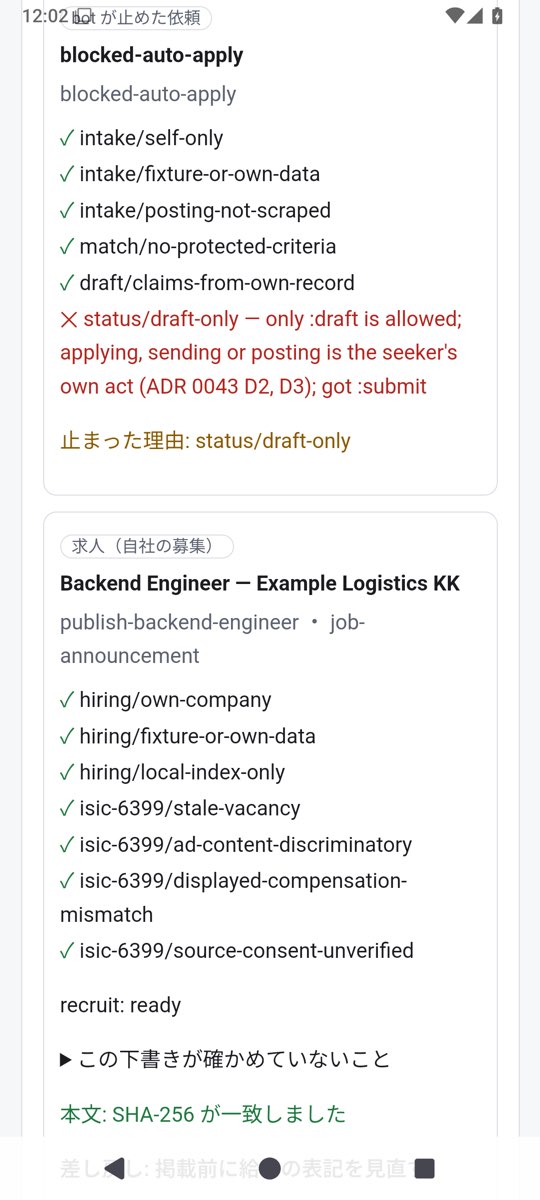 12:02
bot が止めた依頼
blocked-auto-apply
blocked-auto-apply
✓ intake/self-only
✓ intake/fixture-or-own-data
✓ intake/posting-not-scraped
✓ match/no-protected-criteria
✓ draft/claims-from-own-record
✕ status/draft-only — only :draft is allowed;
applying, sending or posting is the seeker's
own act (ADR 0043 D2, D3); got :submit
止まった理由: status/draft-only
求人（自社の募集）
Backend Engineer — Example Logistics KK
publish-backend-engineer • job-
announcement
✓ hiring/own-company
✓ hiring/fixture-or-own-data
✓ hiring/local-index-only
✓ isic-6399/stale-vacancy
✓ isic-6399/ad-content-discriminatory
✓ isic-6399/displayed-compensation-
mismatch
✓ isic-6399/source-consent-unverified
recruit: ready
▶ この下書きが確かめていないこと
本文: SHA-256 が一致しました
差し戻し: 掲載前に給 の表記を見直